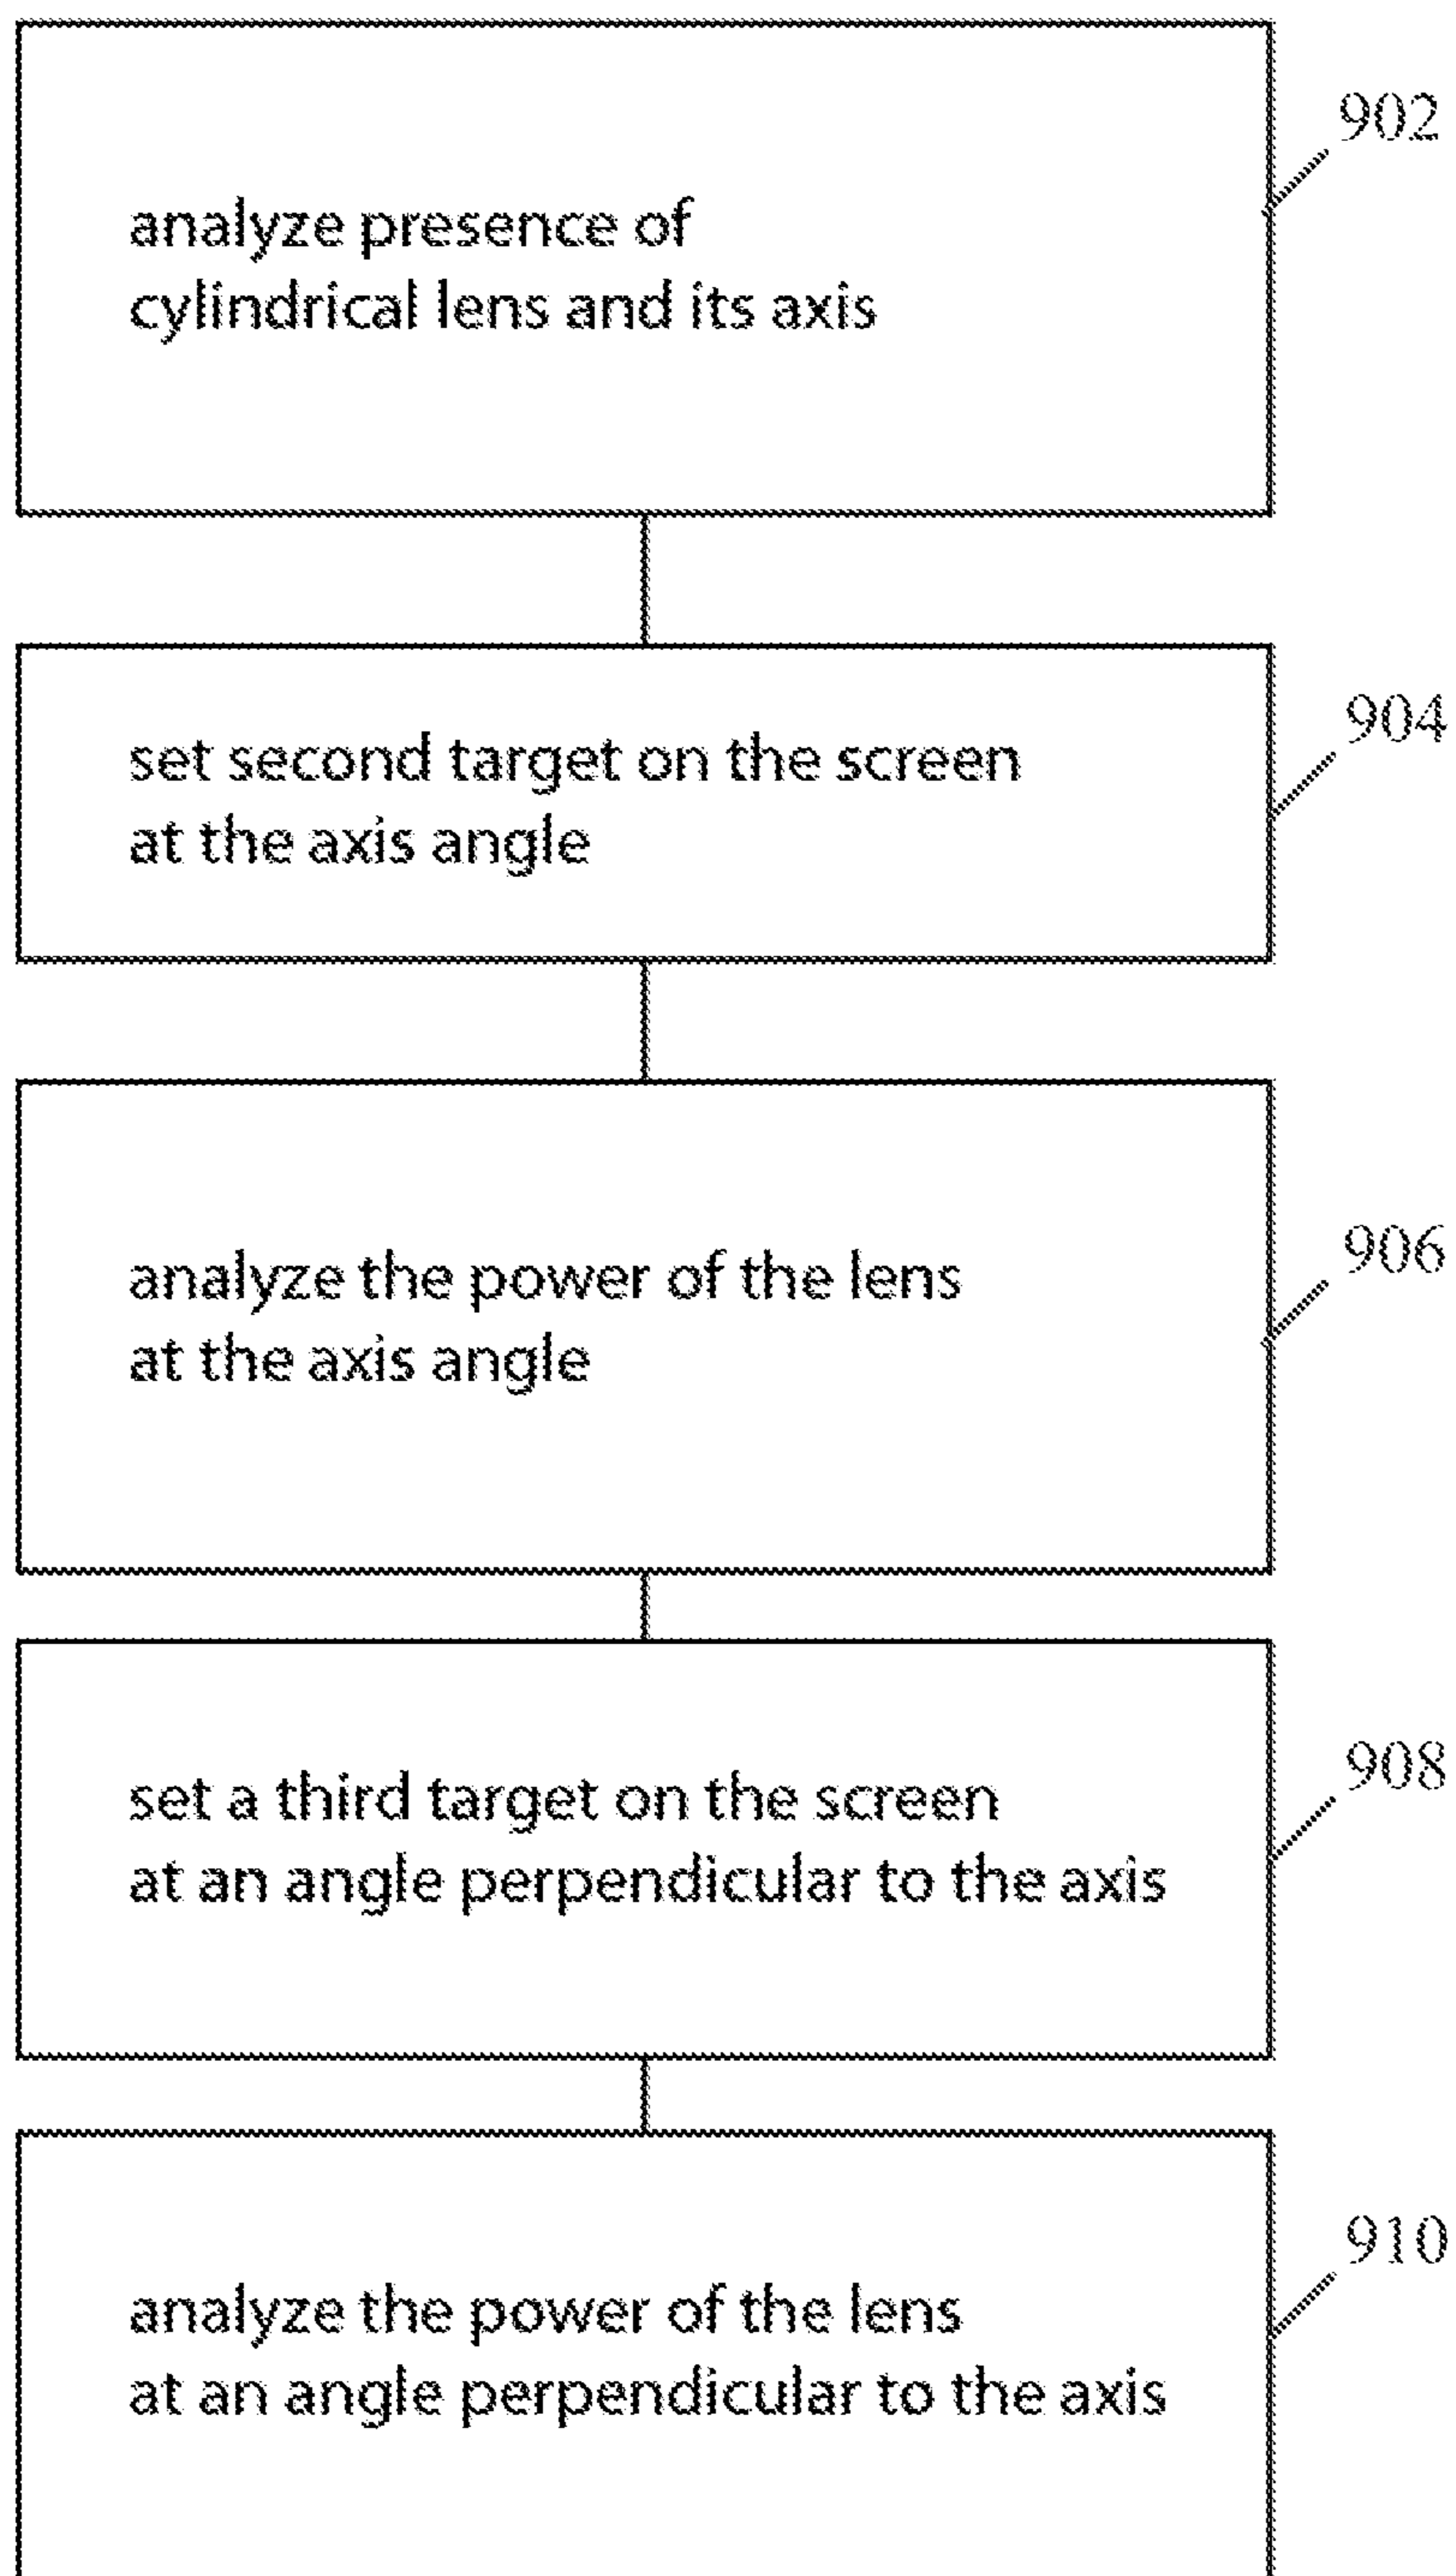 902
analyze presence of
cylindrical lens and its axis
904
set second target on the screen
at the axis angle
906
analyze the power of the lens
at the axis angle
908
set a third target on the screen
at an angle perpendicular to the axis
910
analyze the power of the lens
at an angle perpendicular to the axis